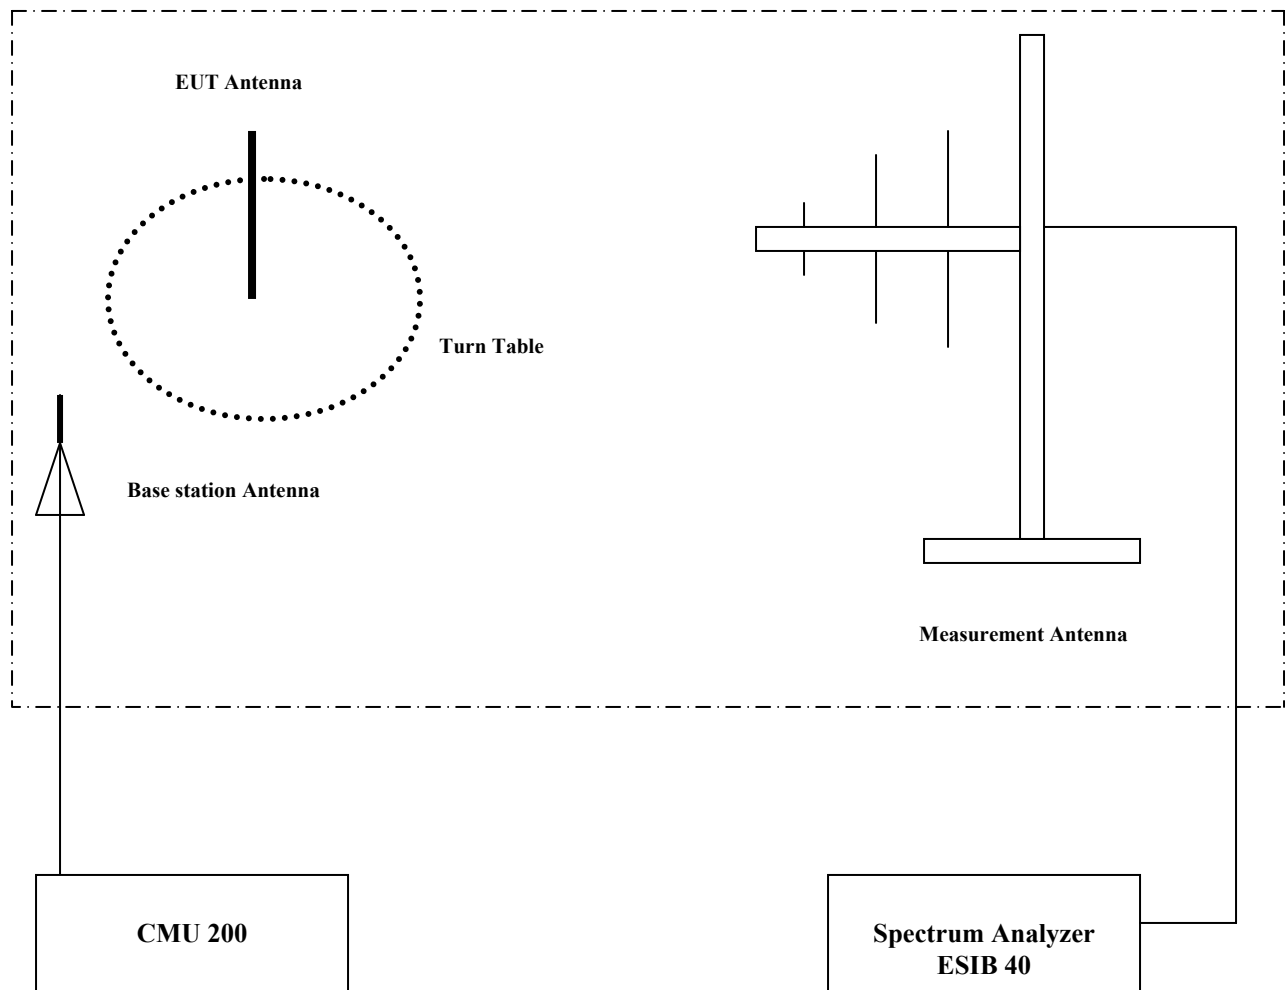 EUT Antenna
Turn Table
Base station Antenna
Measurement Antenna
CMU 200
Spectrum Analyzer
ESIB 40